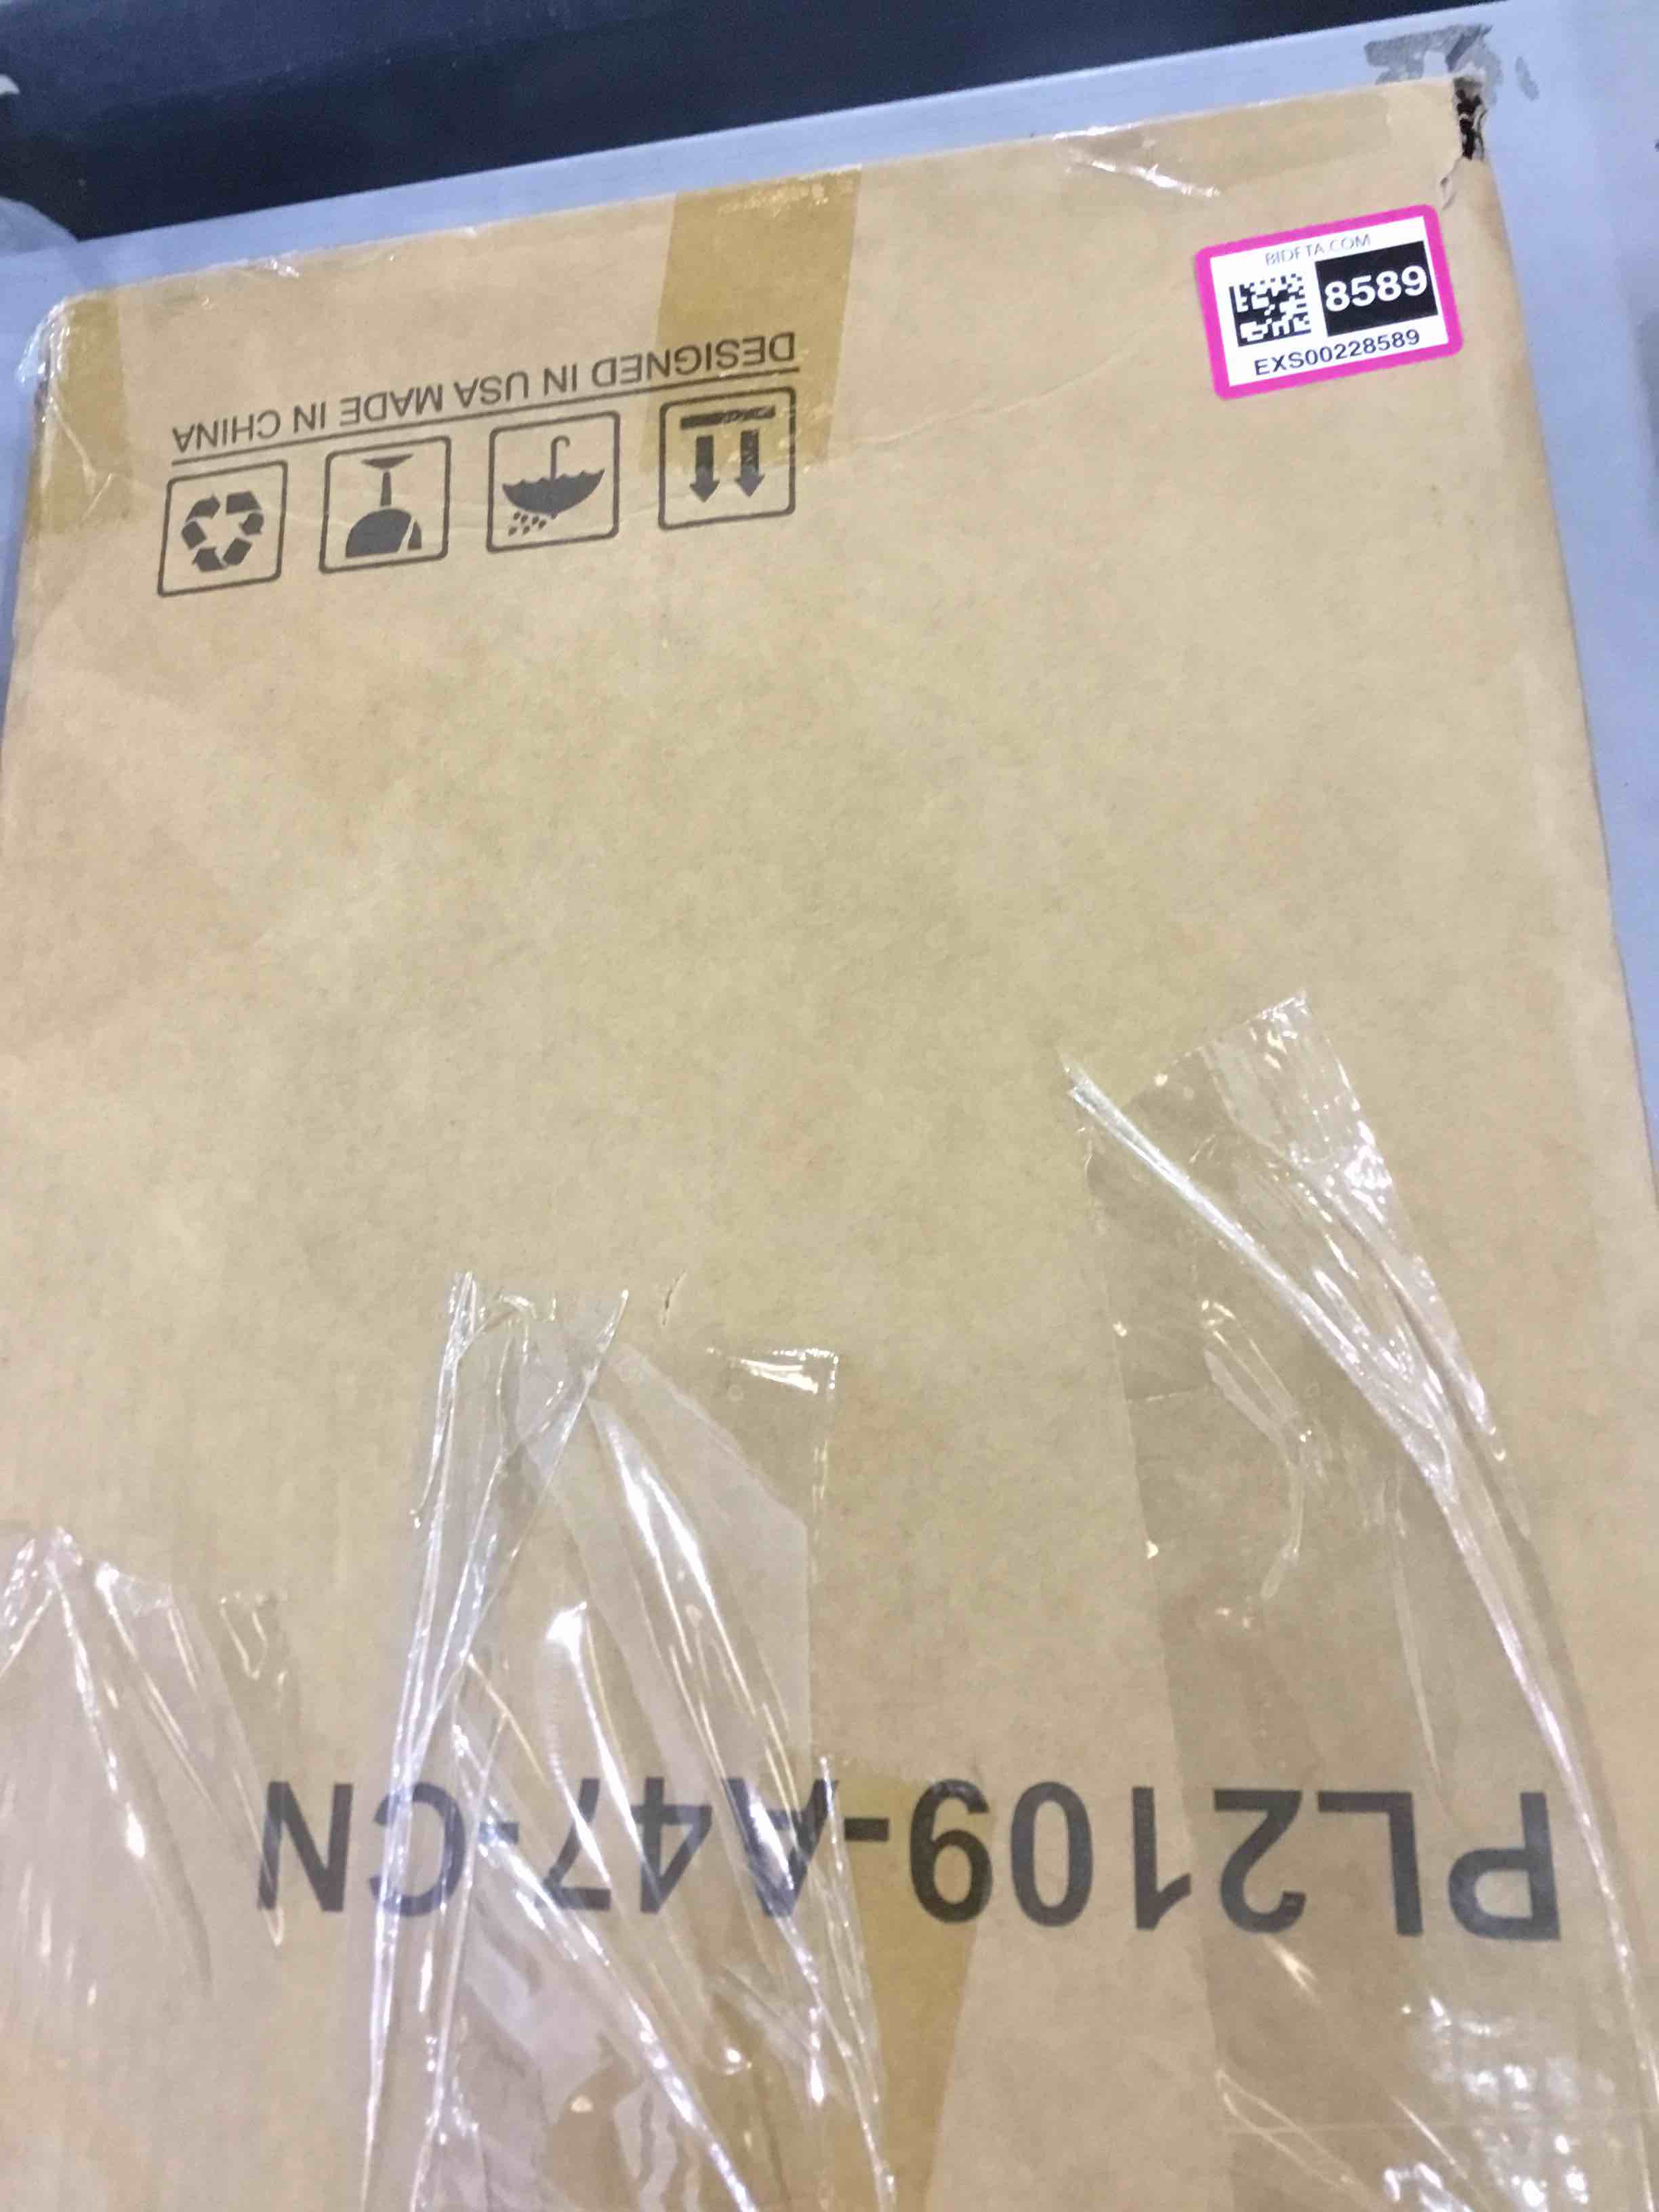 BIDFTA.COM
8589
EXS00228589
DESIGNED IN USA MADE IN CHINA
PL2109-A47-CN